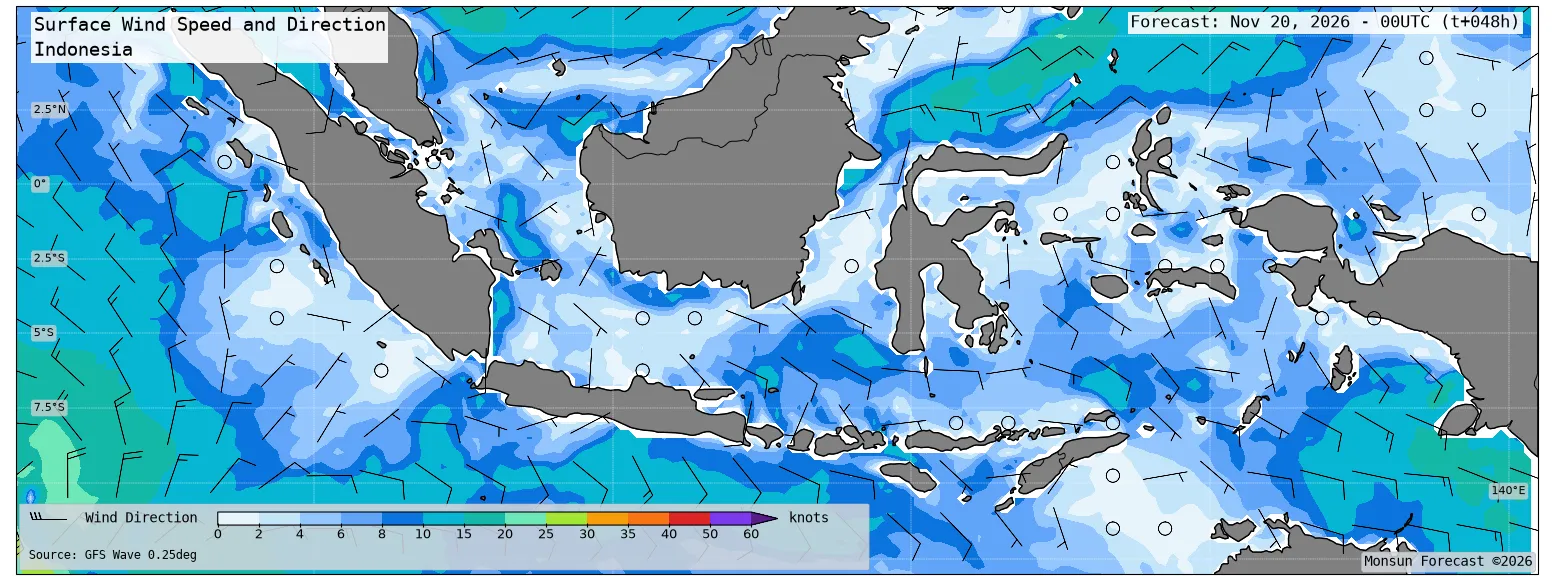 Surface Wind Speed and Direction
Indonesia
Forecast: Nov 20, 2026 - 00UTC (t+048h)
2.5°N
0°
2.5°S
5°S
7.5°S
140°E
Wind Direction
0 2 4 6 8 10 15 20 25 30 35 40 50 60
knots
Source: GFS Wave 0.25deg
Monsun Forecast ©2026